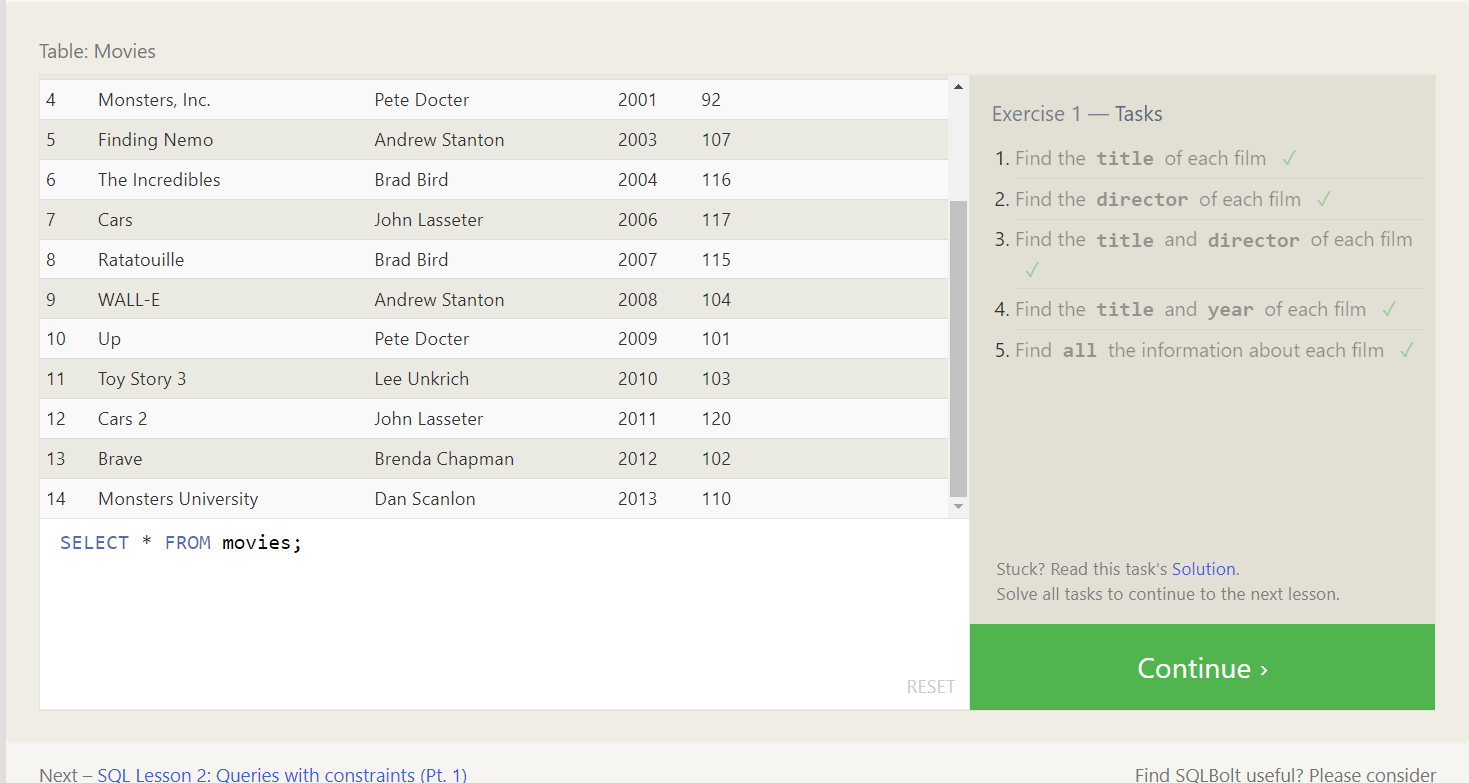 Table: Movies
4 Monsters, Inc. Pete Docter 2001 92
5 Finding Nemo Andrew Stanton 2003 107
6 The Incredibles Brad Bird 2004 116
7 Cars John Lasseter 2006 117
8 Ratatouille Brad Bird 2007 115
9 WALL-E Andrew Stanton 2008 104
10 Up Pete Docter 2009 101
11 Toy Story 3 Lee Unkrich 2010 103
12 Cars 2 John Lasseter 2011 120
13 Brave Brenda Chapman 2012 102
14 Monsters University Dan Scanlon 2013 110
SELECT * FROM movies;
RESET
Exercise 1 — Tasks
1. Find the title of each film ✓
2. Find the director of each film ✓
3. Find the title and director of each film
✓
4. Find the title and year of each film ✓
5. Find all the information about each film ✓
Stuck? Read this task's Solution.
Solve all tasks to continue to the next lesson.
Continue ›
Next – SQL Lesson 2: Queries with constraints (Pt. 1)
Find SQLBolt useful? Please consider